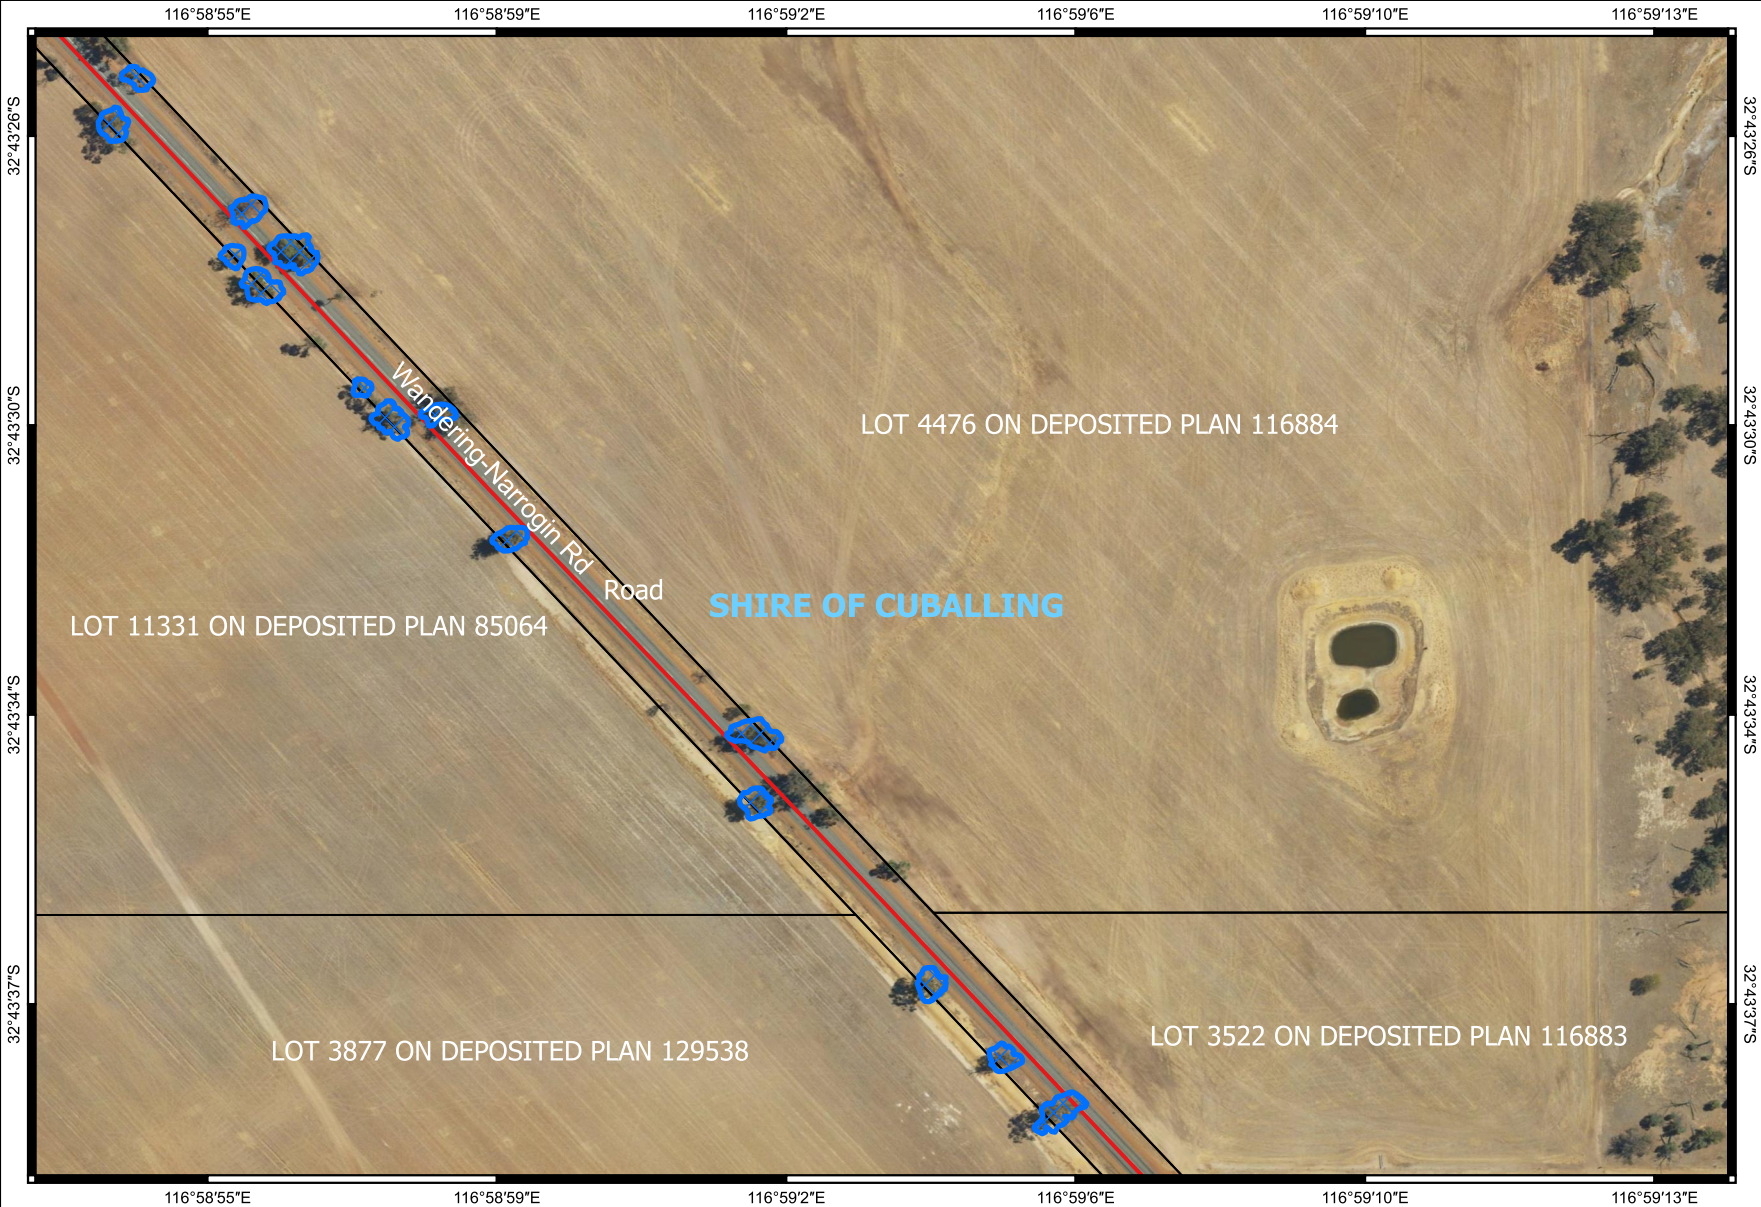 116°58′55″E 116°58′59″E 116°59′2″E 116°59′6″E 116°59′10″E 116°59′13″E
32°43′26″S 32°43′26″S
32°43′30″S 32°43′30″S
Wandering-Narrogin Rd
LOT 4476 ON DEPOSITED PLAN 116884
Road
SHIRE OF CUBALLING
LOT 11331 ON DEPOSITED PLAN 85064
32°43′34″S 32°43′34″S
32°43′37″S 32°43′37″S
LOT 3522 ON DEPOSITED PLAN 116883
LOT 3877 ON DEPOSITED PLAN 129538
116°58′55″E 116°58′59″E 116°59′2″E 116°59′6″E 116°59′10″E 116°59′13″E